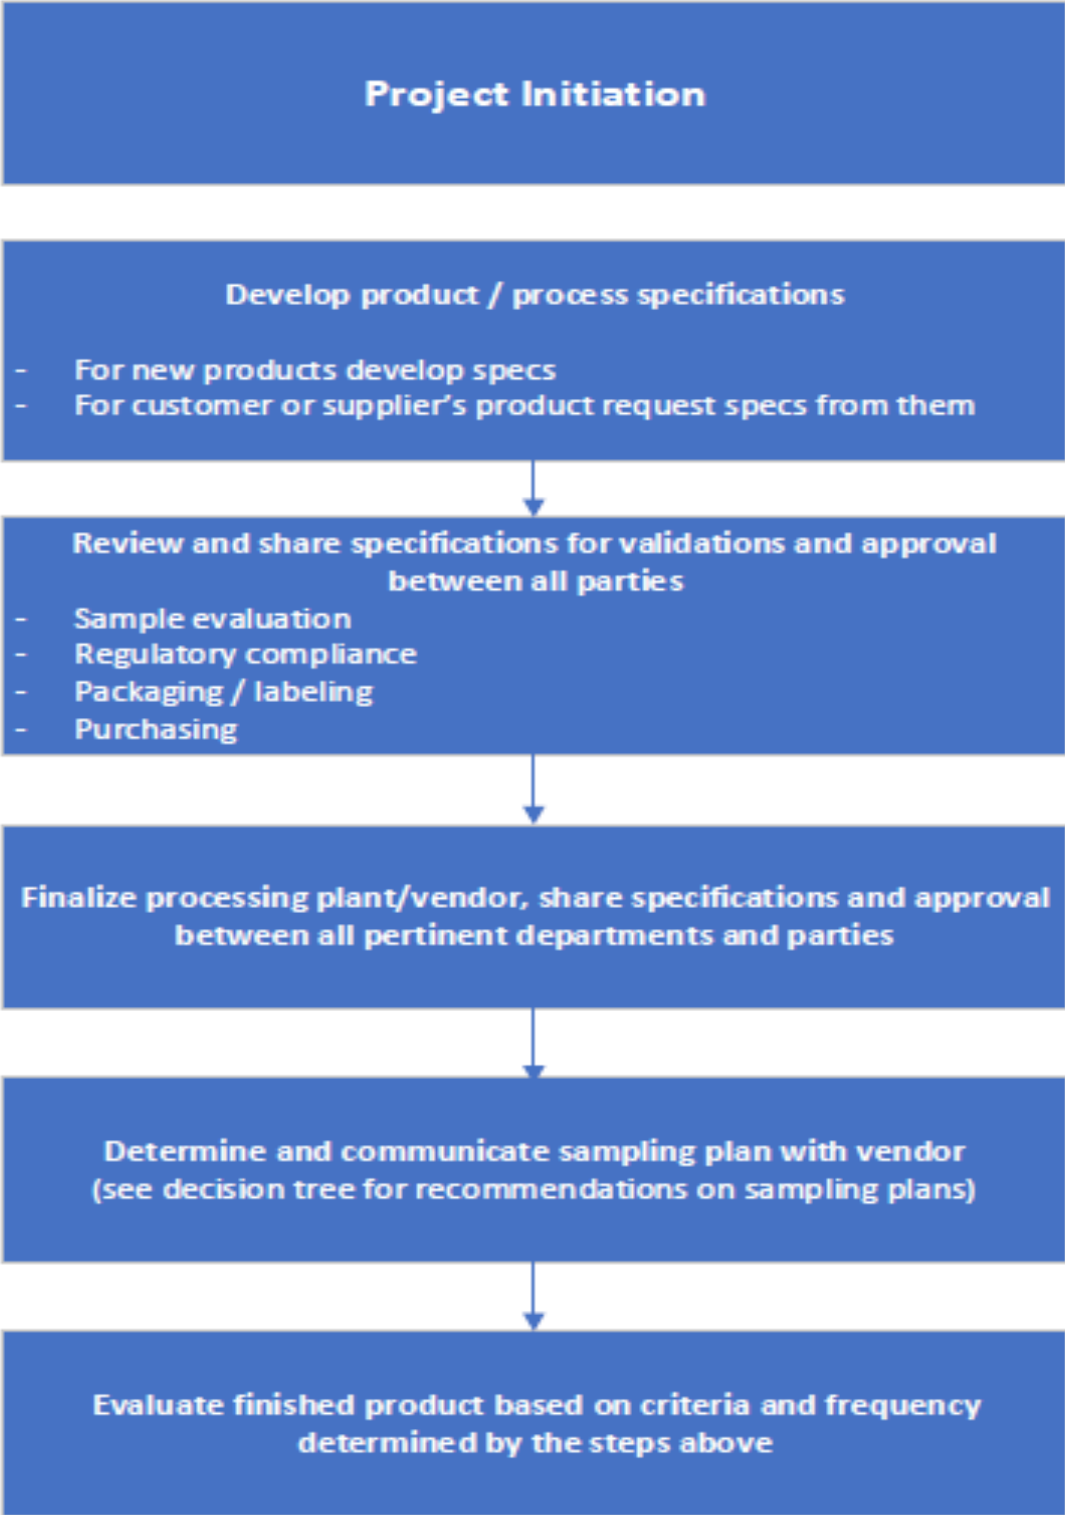 Project Initiation
Develop product / process specifications
- For new products develop specs
- For customer or supplier's product request specs from them
Review and share specifications for validations and approval
between all parties
- Sample evaluation
- Regulatory compliance
- Packaging / labeling
- Purchasing
Finalize processing plant/vendor, share specifications and approval
between all pertinent departments and parties
Determine and communicate sampling plan with vendor
(see decision tree for recommendations on sampling plans)
Evaluate finished product based on criteria and frequency
determined by the steps above